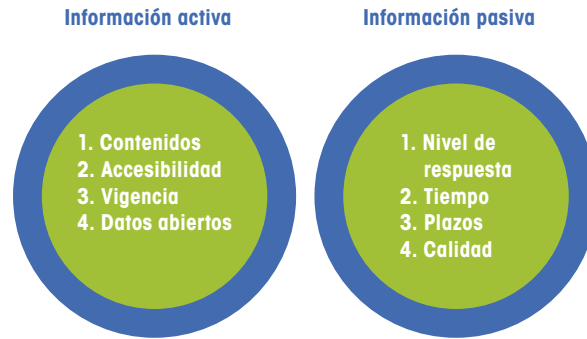 Información activa
1. Contenidos
2. Accesibilidad
3. Vigencia
4. Datos abiertos
Información pasiva
1. Nivel de
respuesta
2. Tiempo
3. Plazos
4. Calidad